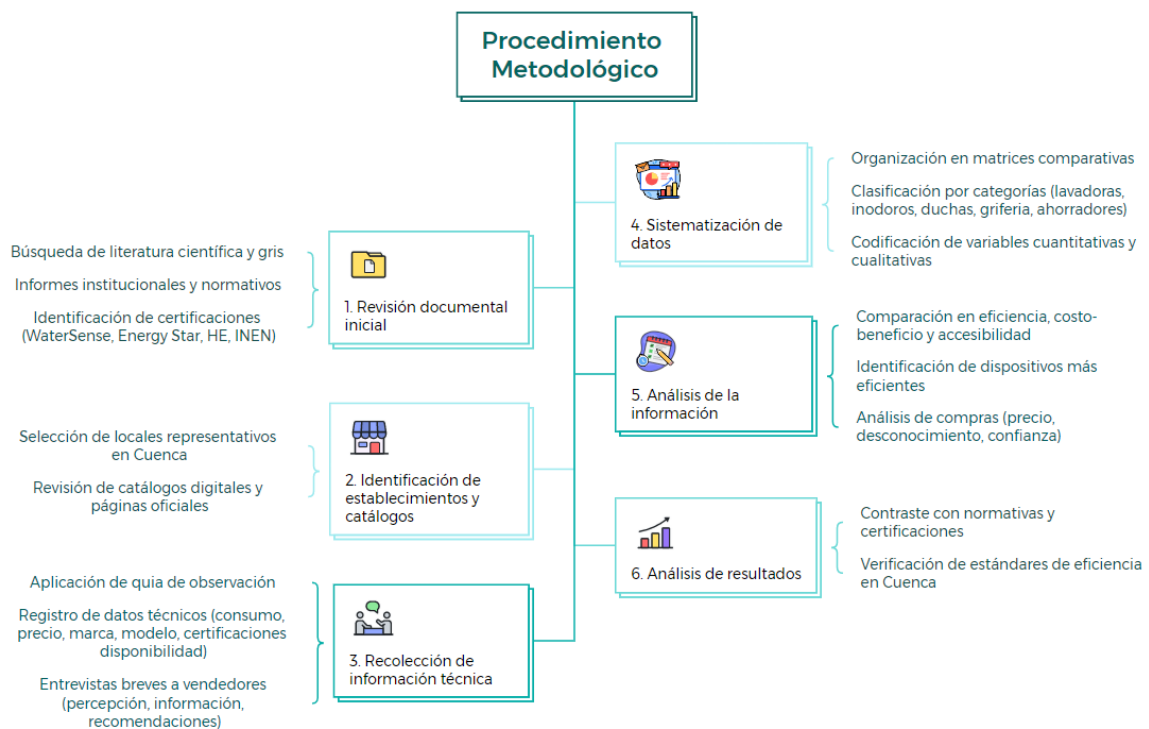 Procedimiento
Metodológico
Búsqueda de literatura científica y gris
Informes institucionales y normativos
Identificación de certificaciones
(WaterSense, Energy Star, HE, INEN)
1. Revisión documental
inicial
Selección de locales representativos
en Cuenca
Revisión de catálogos digitales y
páginas oficiales
2. Identificación de
establecimientos y
catálogos
Aplicación de quia de observación
Registro de datos técnicos (consumo,
precio, marca, modelo, certificaciones
disponibilidad)
Entrevistas breves a vendedores
(percepción, información,
recomendaciones)
3. Recolección de
información técnica
4. Sistematización de
datos
Organización en matrices comparativas
Clasificación por categorías (lavadoras,
inodoros, duchas, griferia, ahorradores)
Codificación de variables cuantitativas y
cualitativas
5. Análisis de la
información
Comparación en eficiencia, costo-
beneficio y accesibilidad
Identificación de dispositivos más
eficientes
Análisis de compras (precio,
desconocimiento, confianza)
6. Análisis de resultados
Contraste con normativas y
certificaciones
Verificación de estándares de eficiencia
en Cuenca